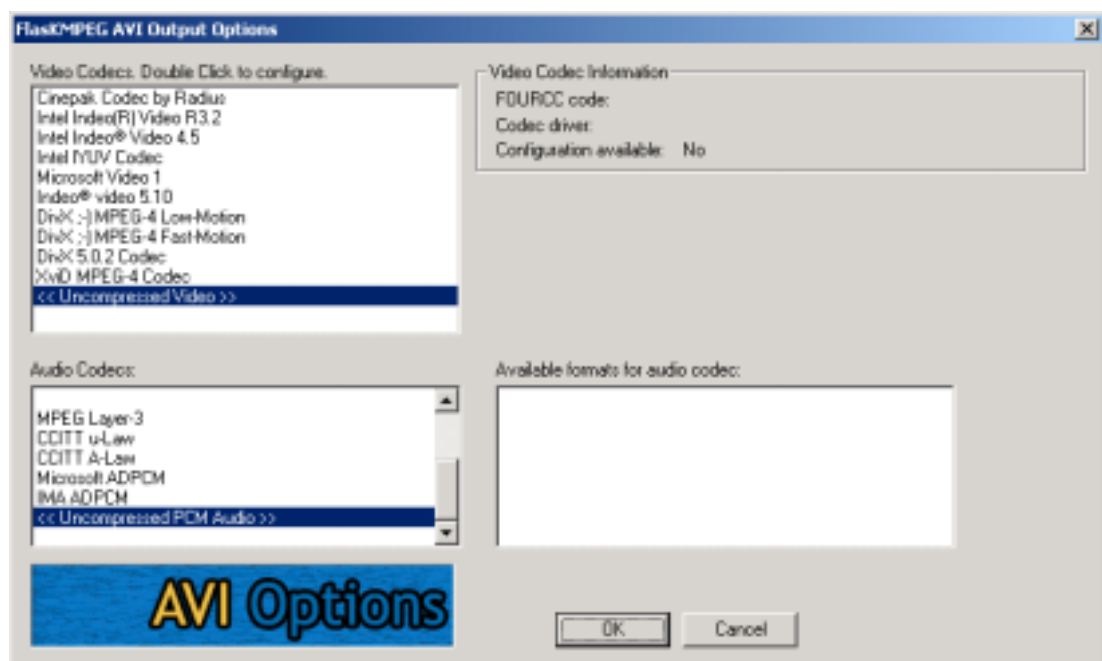 FlasKMPEG AVI Output Options
Video Codecs. Double Click to configure.
Cinepak Codec by Radius
Intel Indeo(R) Video R3.2
Intel Indeo® Video 4.5
Intel IYUV Codec
Microsoft Video 1
Indeo® video 5.10
DivX ;-) MPEG-4 Low-Motion
DivX ;-) MPEG-4 Fast-Motion
DivX 5.0.2 Codec
XviD MPEG-4 Codec
<< Uncompressed Video >>
Video Codec Information
FOURCC code:
Codec driver:
Configuration available: No
Audio Codecs:
MPEG Layer-3
CCITT u-Law
CCITT A-Law
Microsoft ADPCM
IMA ADPCM
<< Uncompressed PCM Audio >>
Available formats for audio codec:
AVI Options
OK
Cancel